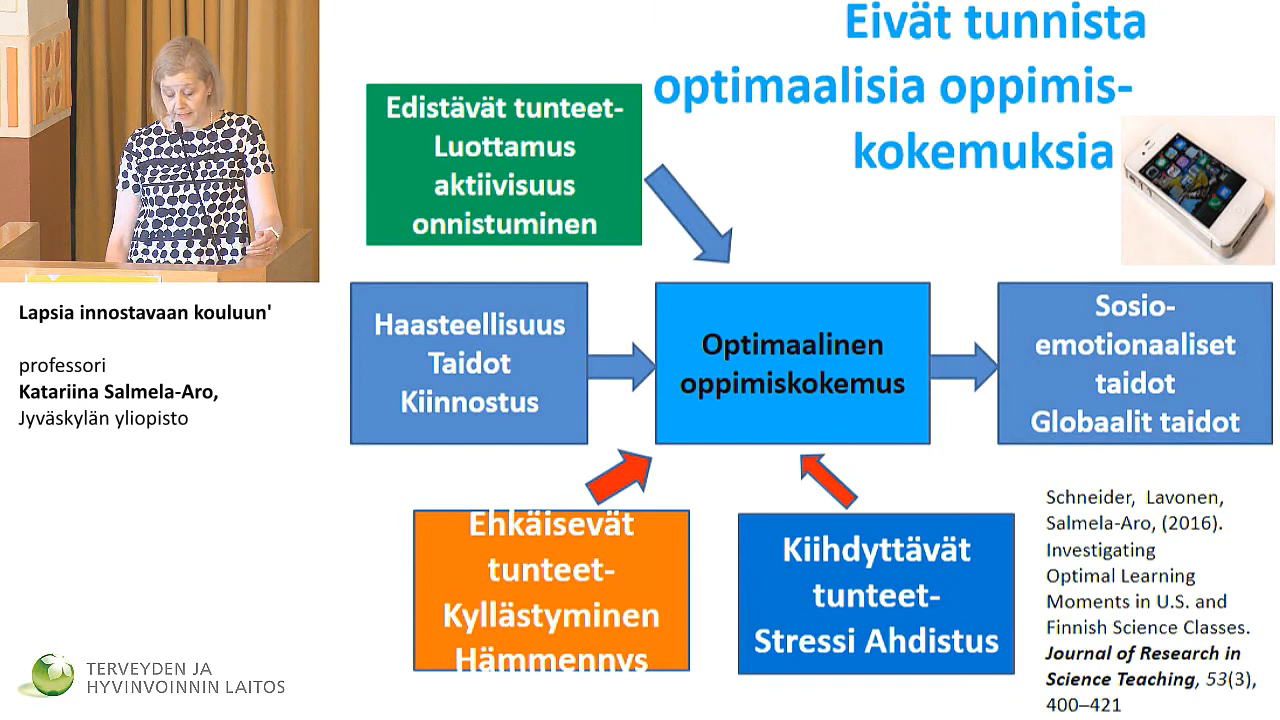 Eivät tunnista
optimaalisia oppimis-
kokemuksia
Edistävät tunteet-
Luottamus
aktiivisuus
onnistuminen
Haasteellisuus
Taidot
Kiinnostus
Optimaalinen
oppimiskokemus
Sosio-
emotionaaliset
taidot
Globaalit taidot
Ehkäisevät
tunteet-
Kyllästyminen
Hämmennys
Kiihdyttävät
tunteet-
Stressi Ahdistus
Schneider, Lavonen,
Salmela-Aro, (2016).
Investigating
Optimal Learning
Moments in U.S. and
Finnish Science Classes.
Journal of Research in
Science Teaching, 53(3),
400–421
Lapsia innostavaan kouluun'
professori
Katariina Salmela-Aro,
Jyväskylän yliopisto
TERVEYDEN JA
HYVINVOINNIN LAITOS